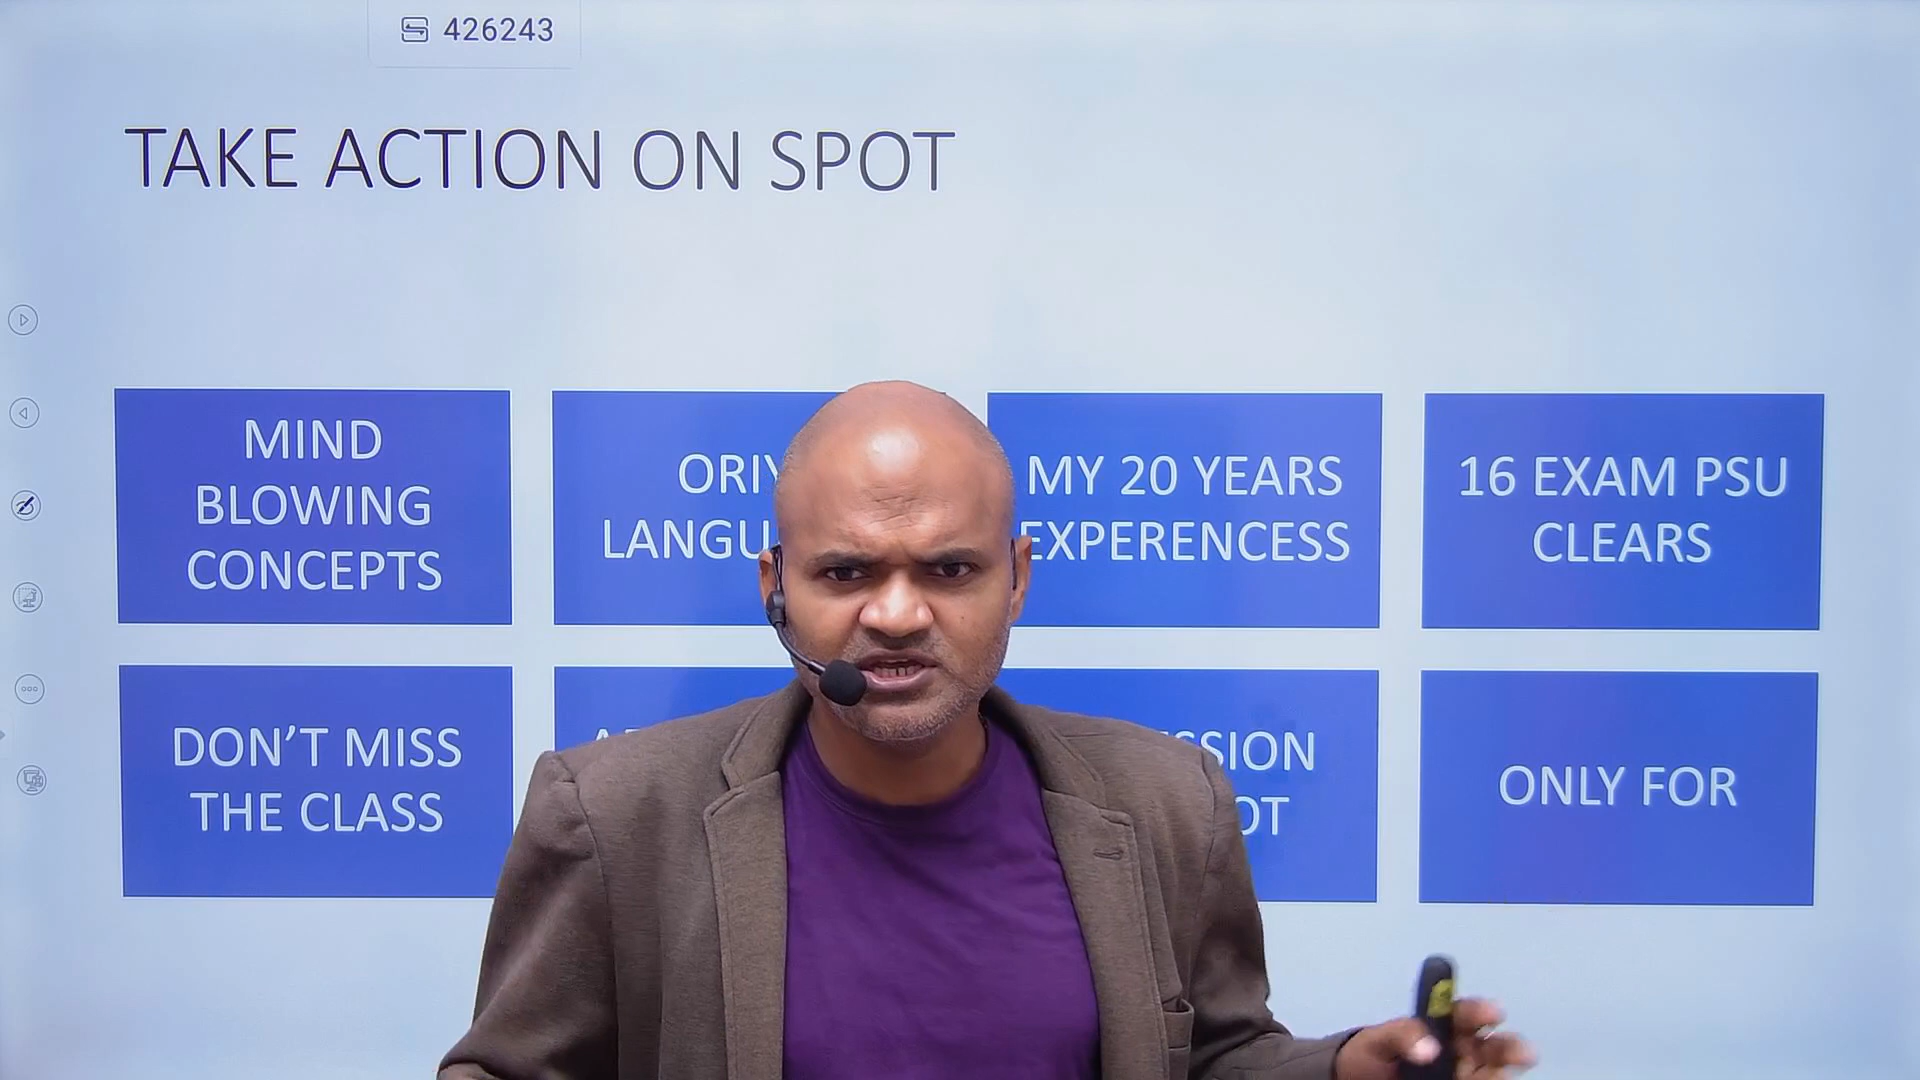 426243
TAKE ACTION ON SPOT
MIND
BLOWING
CONCEPTS
MY 20 YEARS
EXPERENCESS
16 EXAM PSU
CLEARS
DON’T MISS
THE CLASS
ONLY FOR